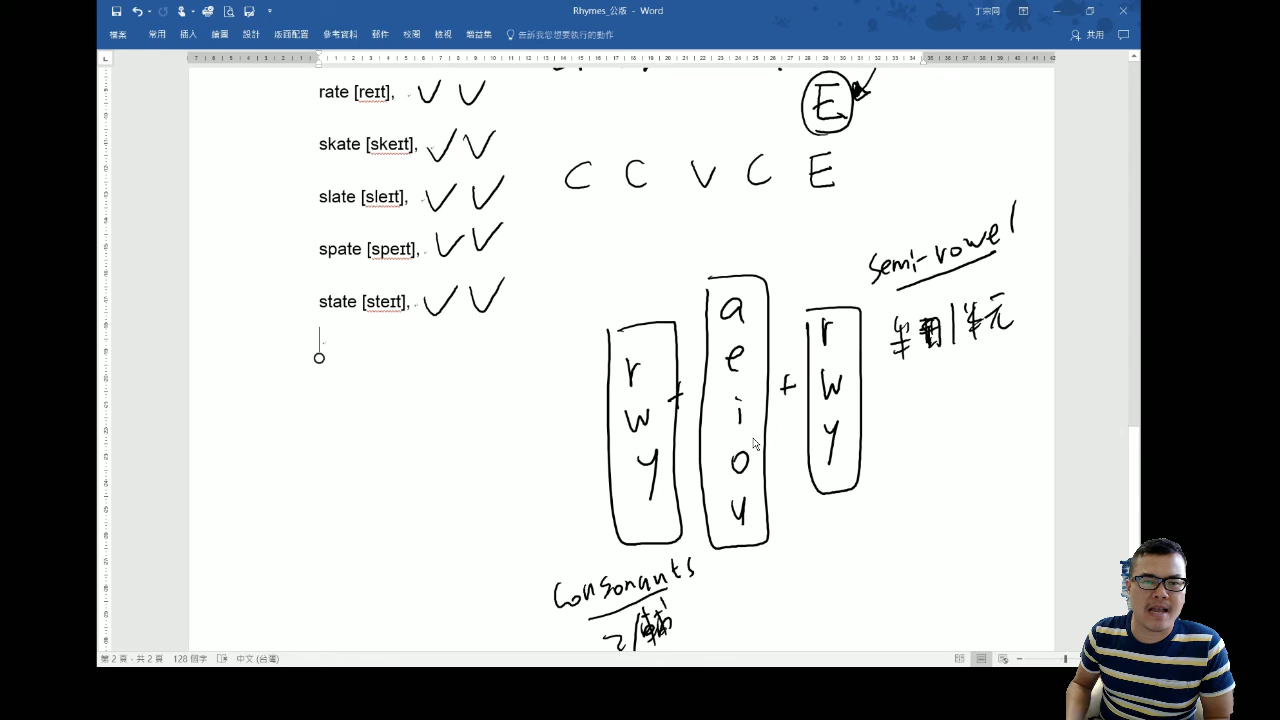 Rhymes_公版 - Word
丁宗同
檔案 常用 插入 繪圖 設計 版面配置 參考資料 郵件 校閱 檢視 增益集 告訴我您想要執行的動作 共用
rate [reɪt],
skate [skeɪt],
slate [sleɪt],
spate [speɪt],
state [steɪt],
E
C C V C E
semi-vowel
半 半元
r w y + a e i o u + r w y
consonants
第 2 頁，共 2 頁 128 個字 中文 (台灣)